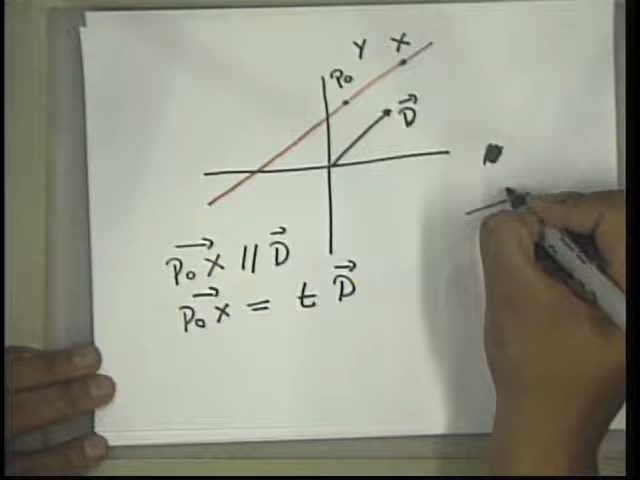 Y X
P₀
D⃗
P₀X⃗ || D⃗
P₀X⃗ = t D⃗